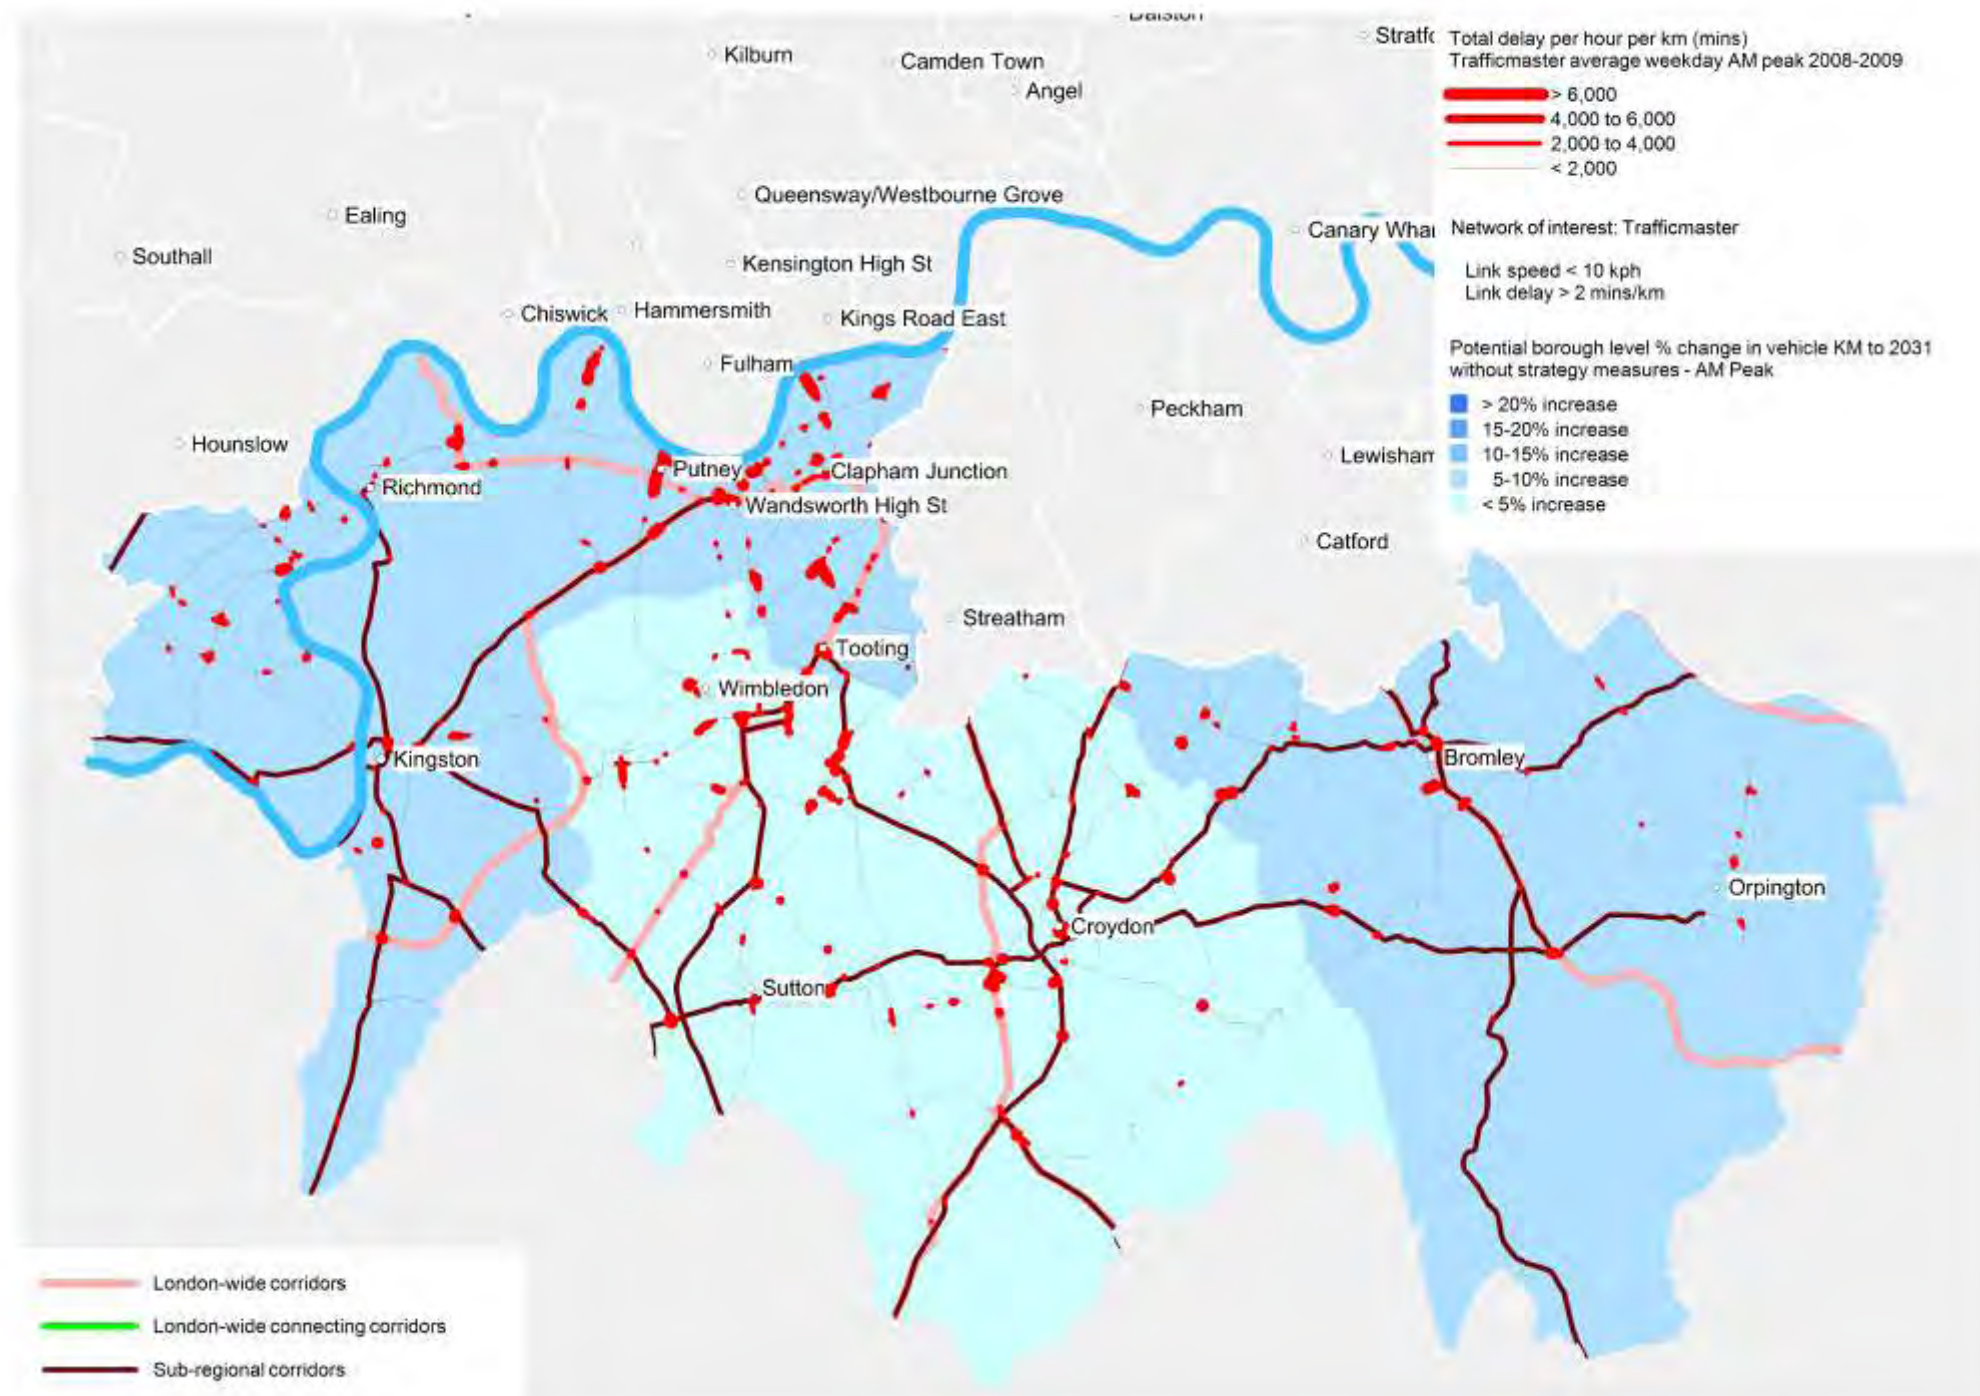 Kilburn
Camden Town
Angel
Total delay per hour per km (mins)
Trafficmaster average weekday AM peak 2008-2009
> 6,000
4,000 to 6,000
2,000 to 4,000
< 2,000
Queensway/Westbourne Grove
Ealing
Network of interest: Trafficmaster
Southall
Kensington High St
Link speed < 10 kph
Link delay > 2 mins/km
Chiswick
Hammersmith
Kings Road East
Potential borough level % change in vehicle KM to 2031
without strategy measures - AM Peak
> 20% increase
15-20% increase
10-15% increase
5-10% increase
< 5% increase
Fulham
Peckham
Hounslow
Lewisham
Putney
Clapham Junction
Richmond
Wandsworth High St
Catford
Streatham
Tooting
Wimbledon
Kingston
Bromley
Orpington
Croydon
Sutton
London-wide corridors
London-wide connecting corridors
Sub-regional corridors